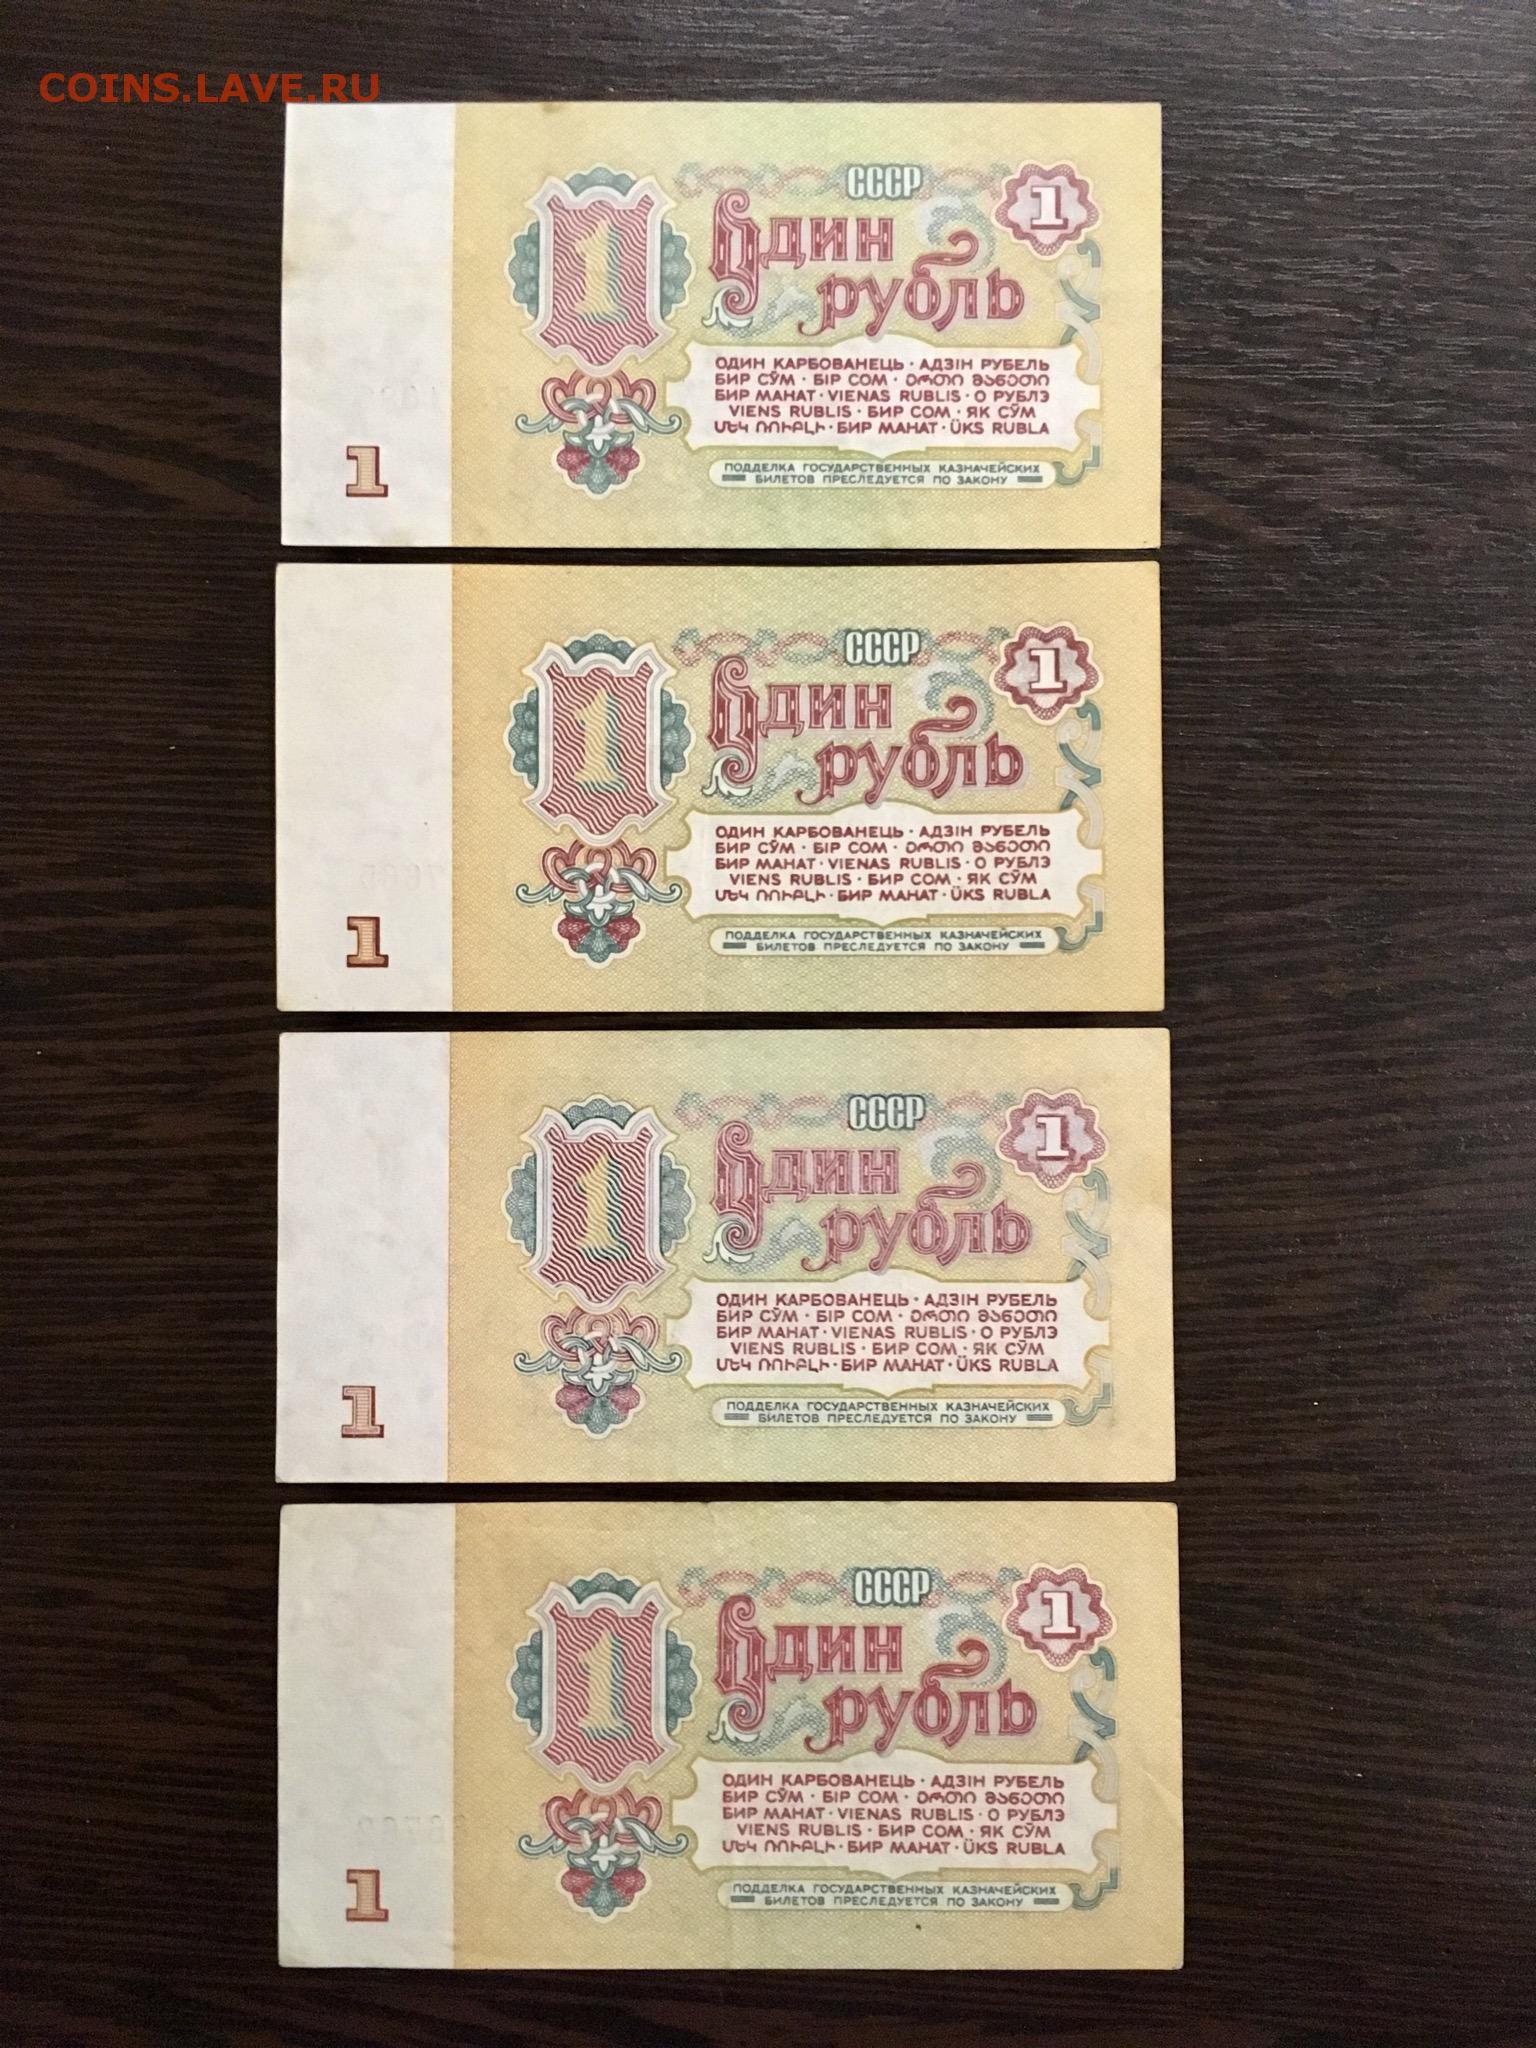 COINS.LAVE.RU
СССР
1
1
Один
рубль
ОДИН КАРБОВАНЕЦЬ · АДЗІН РУБЕЛЬ
БИР СЎМ · БІР СОМ · ერთი მანეთი
БИР МАНАТ · VIENAS RUBLIS · О РУБЛЭ
VIENS RUBLIS · БИР СОМ · ЯК СӮМ
ՄԵԿ ՌՈՒԲԼԻ · БИР МАНАТ · ÜKS RUBLA
1
ПОДДЕЛКА ГОСУДАРСТВЕННЫХ КАЗНАЧЕЙСКИХ
БИЛЕТОВ ПРЕСЛЕДУЕТСЯ ПО ЗАКОНУ
СССР
1
1
Один
рубль
ОДИН КАРБОВАНЕЦЬ · АДЗІН РУБЕЛЬ
БИР СЎМ · БІР СОМ · ერთი მანეთი
БИР МАНАТ · VIENAS RUBLIS · О РУБЛЭ
VIENS RUBLIS · БИР СОМ · ЯК СӮМ
ՄԵԿ ՌՈՒԲԼԻ · БИР МАНАТ · ÜKS RUBLA
1
ПОДДЕЛКА ГОСУДАРСТВЕННЫХ КАЗНАЧЕЙСКИХ
БИЛЕТОВ ПРЕСЛЕДУЕТСЯ ПО ЗАКОНУ
СССР
1
1
Один
рубль
ОДИН КАРБОВАНЕЦЬ · АДЗІН РУБЕЛЬ
БИР СЎМ · БІР СОМ · ერთი მანეთი
БИР МАНАТ · VIENAS RUBLIS · О РУБЛЭ
VIENS RUBLIS · БИР СОМ · ЯК СӮМ
ՄԵԿ ՌՈՒԲԼԻ · БИР МАНАТ · ÜKS RUBLA
1
ПОДДЕЛКА ГОСУДАРСТВЕННЫХ КАЗНАЧЕЙСКИХ
БИЛЕТОВ ПРЕСЛЕДУЕТСЯ ПО ЗАКОНУ
СССР
1
1
Один
рубль
ОДИН КАРБОВАНЕЦЬ · АДЗІН РУБЕЛЬ
БИР СЎМ · БІР СОМ · ერთი მანეთი
БИР МАНАТ · VIENAS RUBLIS · О РУБЛЭ
VIENS RUBLIS · БИР СОМ · ЯК СӮМ
ՄԵԿ ՌՈՒԲԼԻ · БИР МАНАТ · ÜKS RUBLA
1
ПОДДЕЛКА ГОСУДАРСТВЕННЫХ КАЗНАЧЕЙСКИХ
БИЛЕТОВ ПРЕСЛЕДУЕТСЯ ПО ЗАКОНУ